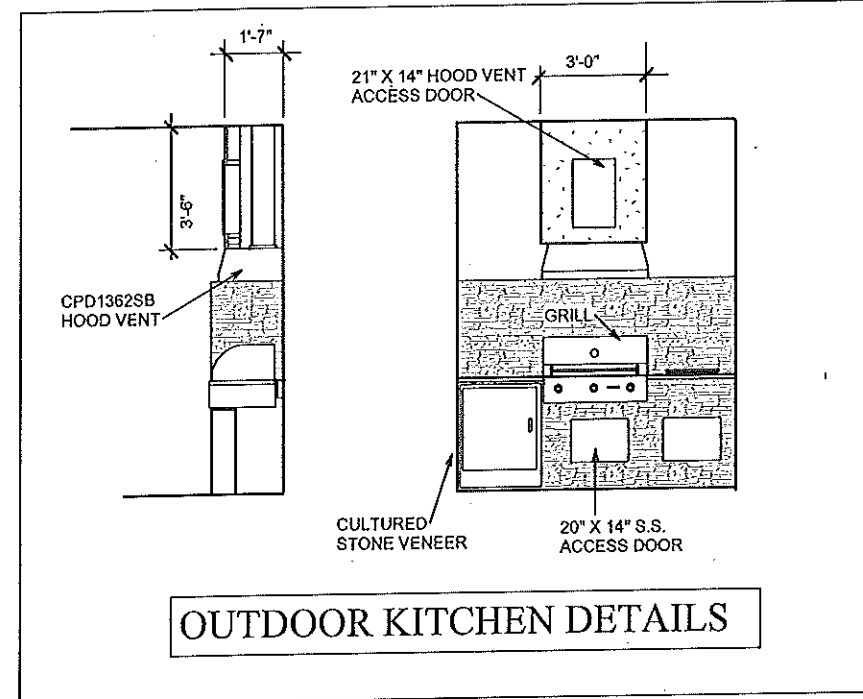 1'-7"
3'-6"
CPD1362SB
HOOD VENT
21" X 14" HOOD VENT
ACCESS DOOR
3'-0"
GRILL
CULTURED
STONE VENEER
20" X 14" S.S.
ACCESS DOOR
OUTDOOR KITCHEN DETAILS